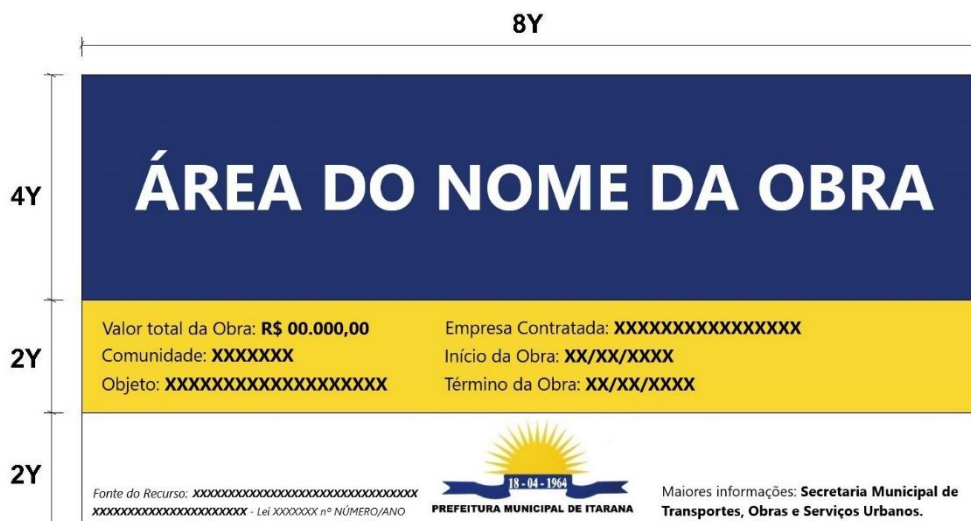 8Y
4Y
ÁREA DO NOME DA OBRA
2Y
Valor total da Obra: R$ 00.000,00
Comunidade: XXXXXXX
Objeto: XXXXXXXXXXXXXXXXXXX
Empresa Contratada: XXXXXXXXXXXXXXXX
Início da Obra: XX/XX/XXXX
Término da Obra: XX/XX/XXXX
2Y
Fonte do Recurso: XXXXXXXXXXXXXXXXXXXXXXXXXXXXXXXXXX
XXXXXXXXXXXXXXXXXXXXXXX - Lei XXXXXXX nº NÚMERO/ANO
18 - 04 - 1964
PREFEITURA MUNICIPAL DE ITARANA
Maiores informações: Secretaria Municipal de
Transportes, Obras e Serviços Urbanos.